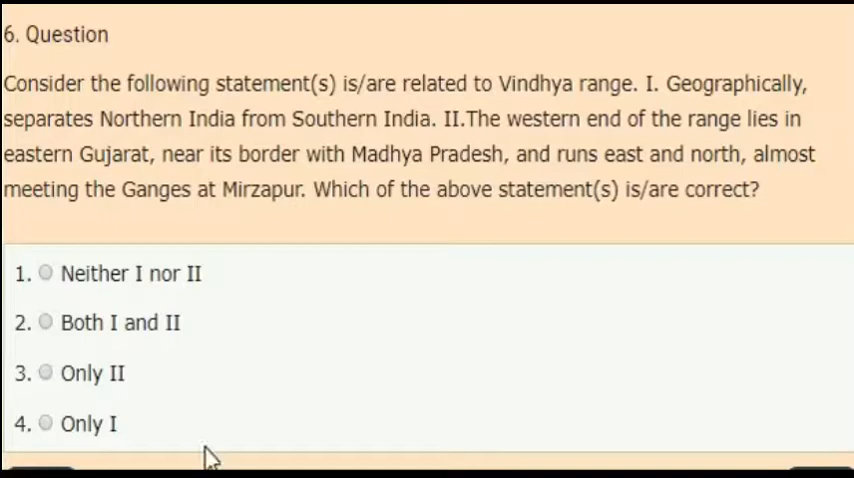 6. Question
Consider the following statement(s) is/are related to Vindhya range. I. Geographically,
separates Northern India from Southern India. II.The western end of the range lies in
eastern Gujarat, near its border with Madhya Pradesh, and runs east and north, almost
meeting the Ganges at Mirzapur. Which of the above statement(s) is/are correct?
1. Neither I nor II
2. Both I and II
3. Only II
4. Only I